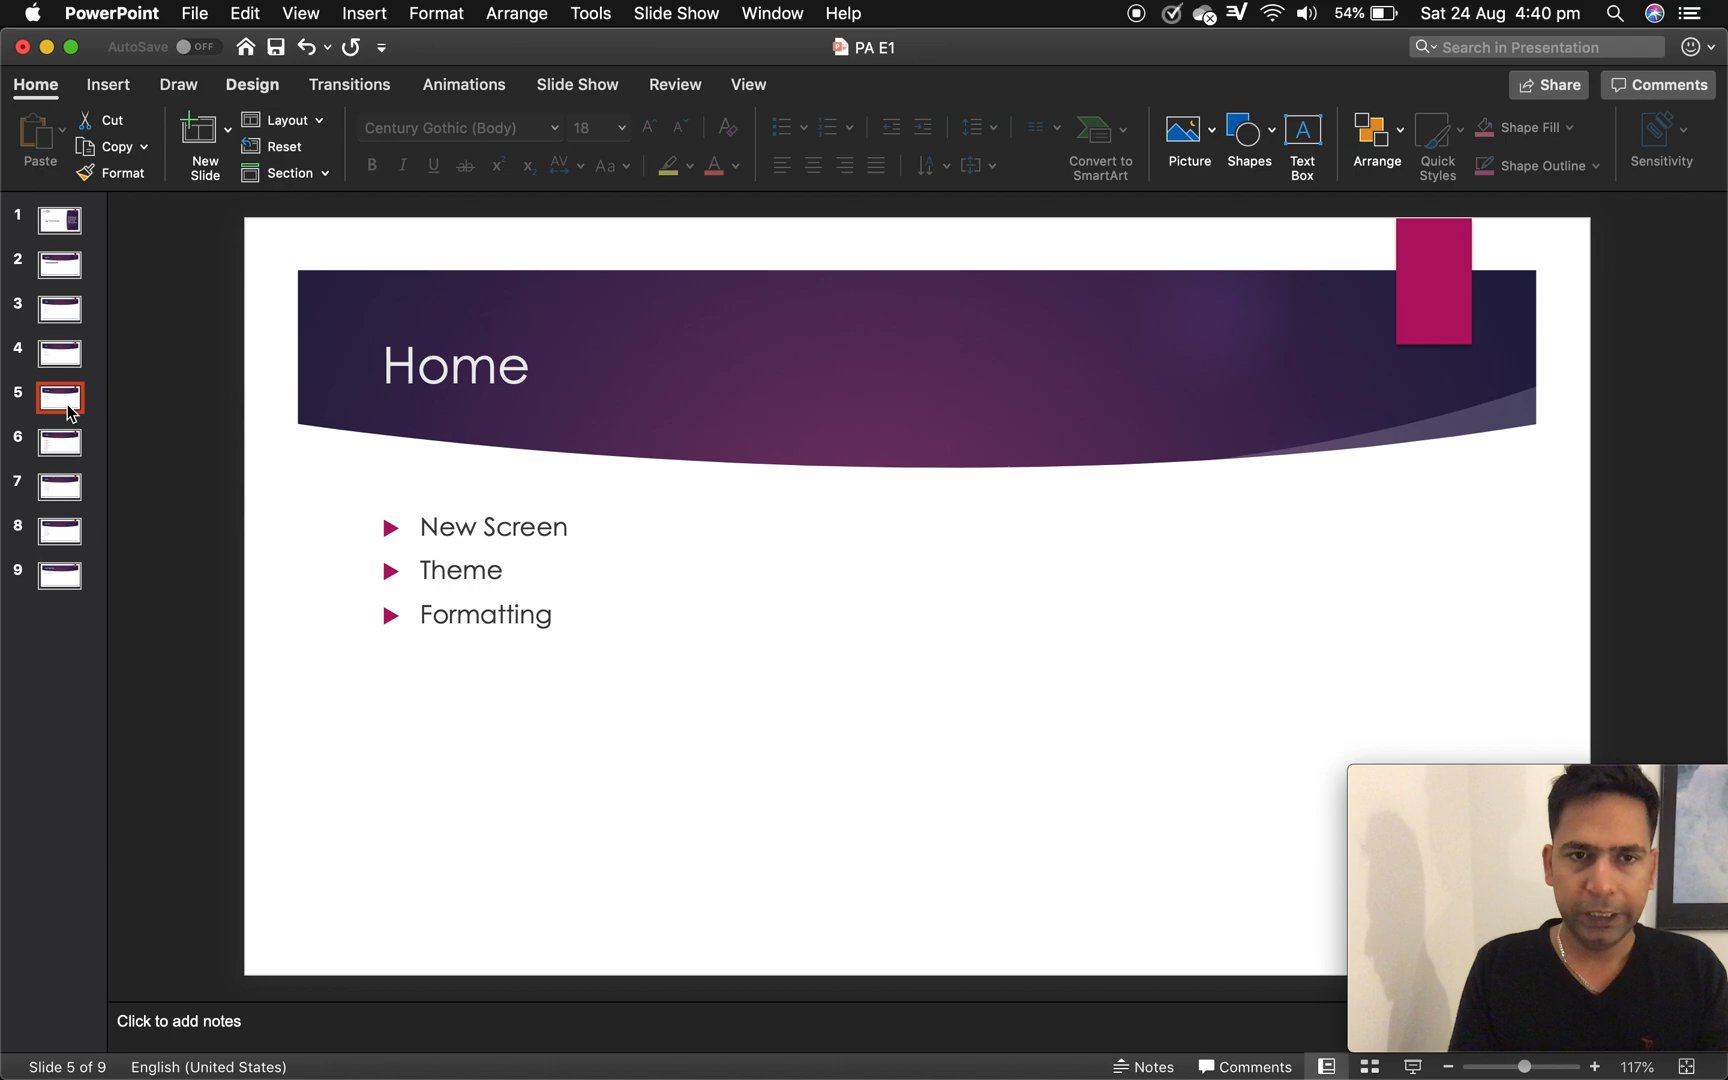 PowerPoint File Edit View Insert Format Arrange Tools Slide Show Window Help 54% Sat 24 Aug 4:40 pm
AutoSave OFF PA E1 Search in Presentation
Home Insert Draw Design Transitions Animations Slide Show Review View Share Comments
Paste
Cut
Copy
Format
New
Slide
Layout
Reset
Section
Century Gothic (Body) 18
B I U ab
Convert to
SmartArt
Picture
Shapes
Text
Box
Arrange
Quick
Styles
Shape Fill
Shape Outline
Sensitivity
1
2
3
4
5
6
7
8
9
Home
New Screen
Theme
Formatting
Click to add notes
Slide 5 of 9 English (United States) Notes Comments 117%